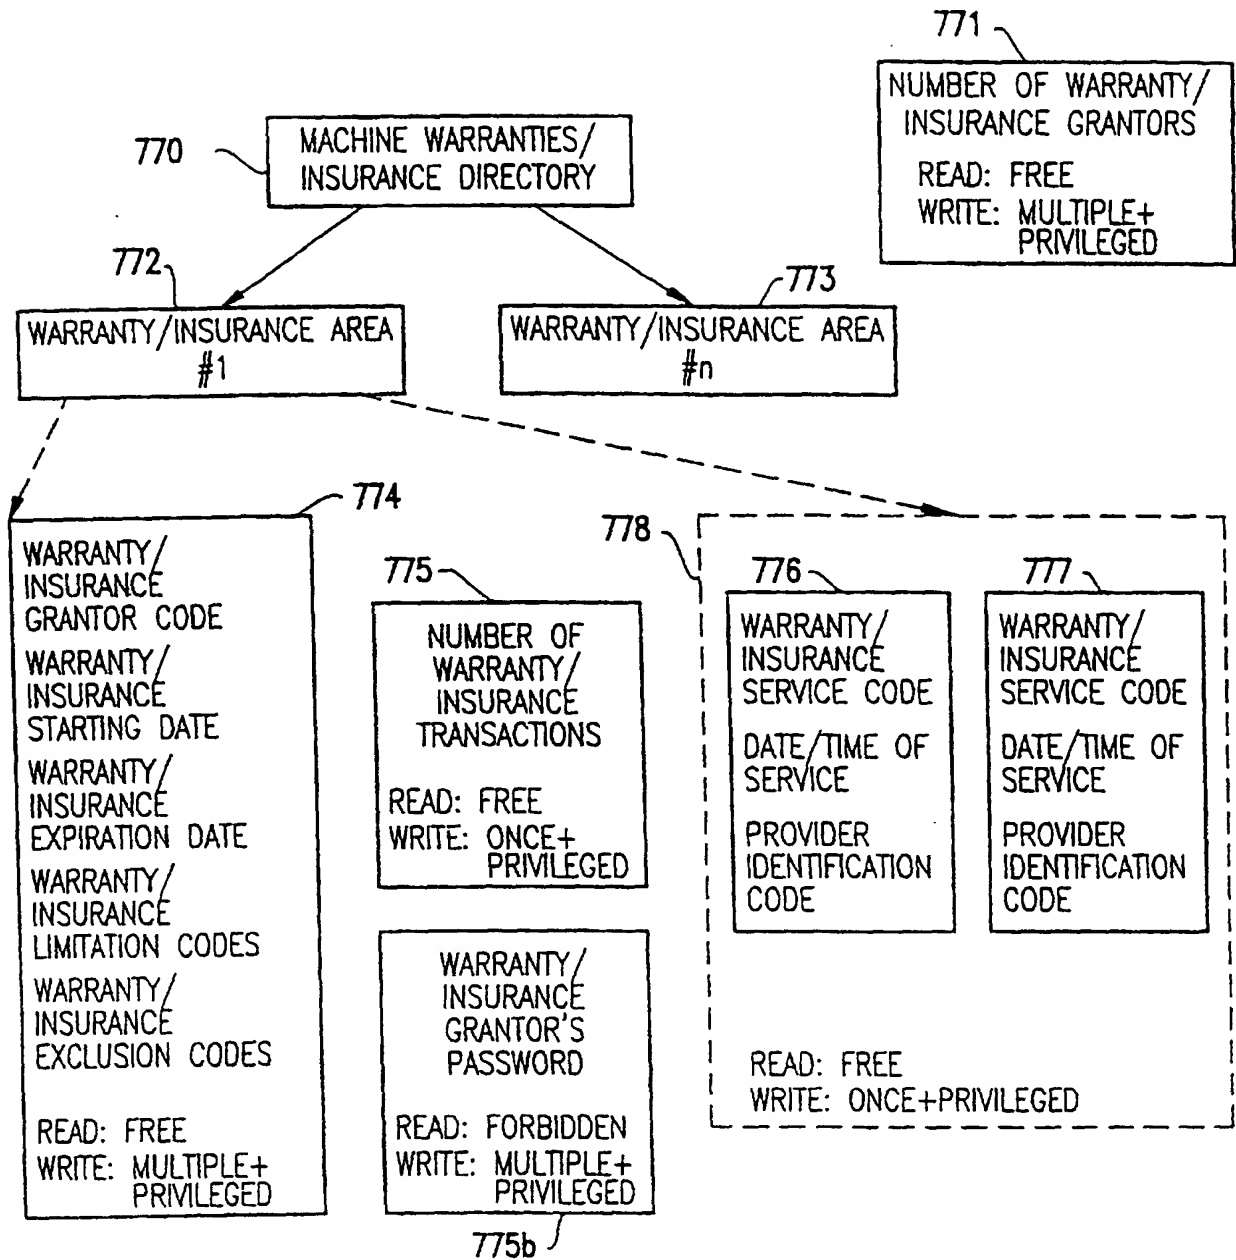 771
NUMBER OF WARRANTY/
INSURANCE GRANTORS
READ: FREE
WRITE: MULTIPLE+
PRIVILEGED
770
MACHINE WARRANTIES/
INSURANCE DIRECTORY
772
WARRANTY/INSURANCE AREA
#1
773
WARRANTY/INSURANCE AREA
#n
774
WARRANTY/
INSURANCE
GRANTOR CODE
WARRANTY/
INSURANCE
STARTING DATE
WARRANTY/
INSURANCE
EXPIRATION DATE
WARRANTY/
INSURANCE
LIMITATION CODES
WARRANTY/
INSURANCE
EXCLUSION CODES
READ: FREE
WRITE: MULTIPLE+
PRIVILEGED
775
NUMBER OF
WARRANTY/
INSURANCE
TRANSACTIONS
READ: FREE
WRITE: ONCE+
PRIVILEGED
WARRANTY/
INSURANCE
GRANTOR'S
PASSWORD
READ: FORBIDDEN
WRITE: MULTIPLE+
PRIVILEGED
775b
778
776
WARRANTY/
INSURANCE
SERVICE CODE
DATE/TIME OF
SERVICE
PROVIDER
IDENTIFICATION
CODE
777
WARRANTY/
INSURANCE
SERVICE CODE
DATE/TIME OF
SERVICE
PROVIDER
IDENTIFICATION
CODE
READ: FREE
WRITE: ONCE+PRIVILEGED